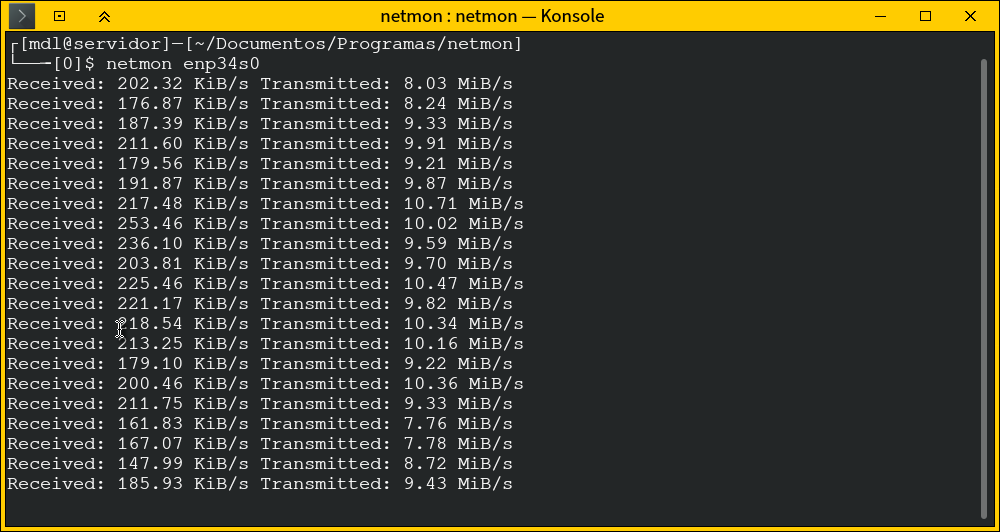 netmon : netmon — Konsole
┌[mdl@servidor]─[~/Documentos/Programas/netmon]
└──╼[0]$ netmon enp34s0
Received: 202.32 KiB/s Transmitted: 8.03 MiB/s
Received: 176.87 KiB/s Transmitted: 8.24 MiB/s
Received: 187.39 KiB/s Transmitted: 9.33 MiB/s
Received: 211.60 KiB/s Transmitted: 9.91 MiB/s
Received: 179.56 KiB/s Transmitted: 9.21 MiB/s
Received: 191.87 KiB/s Transmitted: 9.87 MiB/s
Received: 217.48 KiB/s Transmitted: 10.71 MiB/s
Received: 253.46 KiB/s Transmitted: 10.02 MiB/s
Received: 236.10 KiB/s Transmitted: 9.59 MiB/s
Received: 203.81 KiB/s Transmitted: 9.70 MiB/s
Received: 225.46 KiB/s Transmitted: 10.47 MiB/s
Received: 221.17 KiB/s Transmitted: 9.82 MiB/s
Received: 218.54 KiB/s Transmitted: 10.34 MiB/s
Received: 213.25 KiB/s Transmitted: 10.16 MiB/s
Received: 179.10 KiB/s Transmitted: 9.22 MiB/s
Received: 200.46 KiB/s Transmitted: 10.36 MiB/s
Received: 211.75 KiB/s Transmitted: 9.33 MiB/s
Received: 161.83 KiB/s Transmitted: 7.76 MiB/s
Received: 167.07 KiB/s Transmitted: 7.78 MiB/s
Received: 147.99 KiB/s Transmitted: 8.72 MiB/s
Received: 185.93 KiB/s Transmitted: 9.43 MiB/s